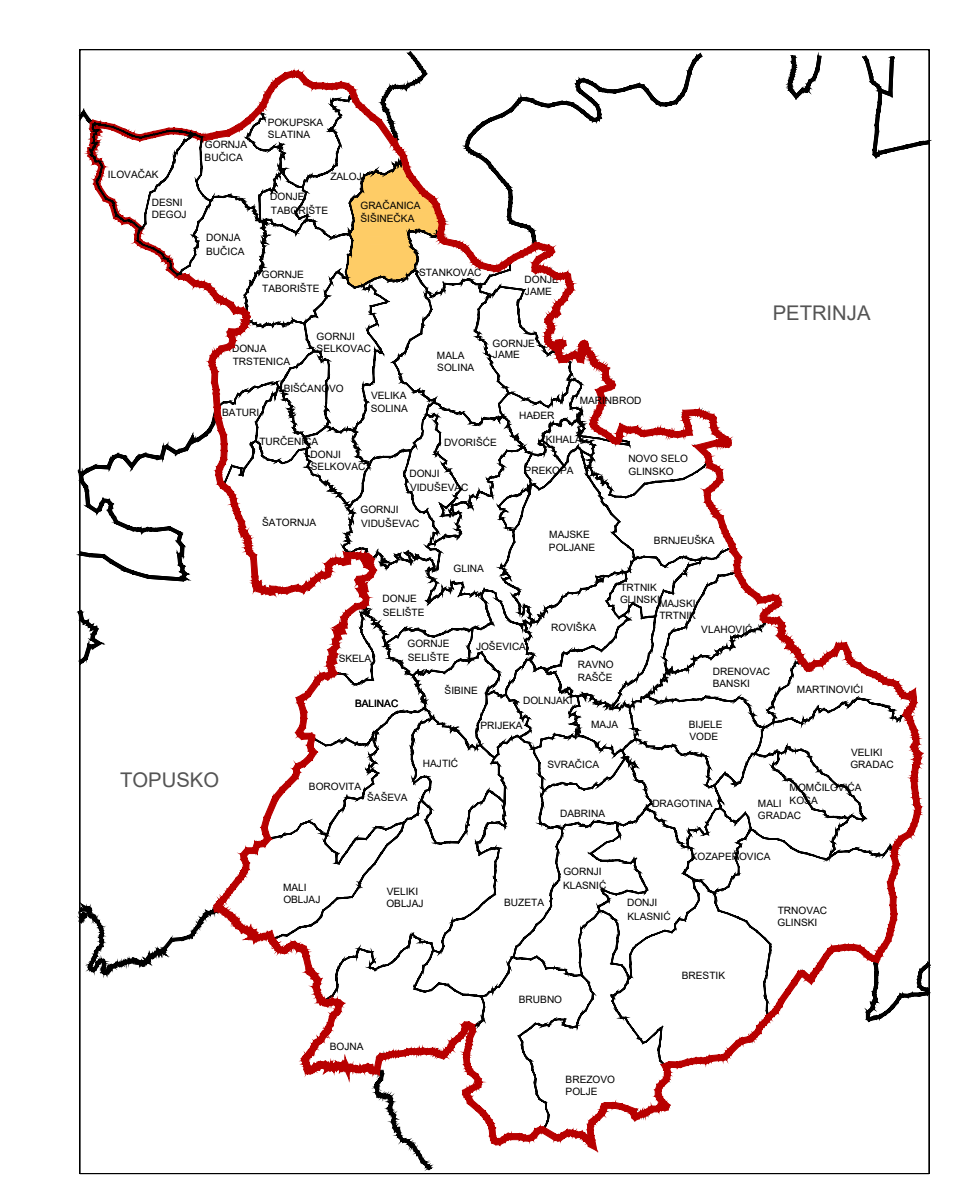 POKUPSKA
SLATINA
GORNJA
BUČICA
ILOVAČAK
ZALOJ
DESNI
DEGOJ
DONJE
TABORIŠTE
GRAČANICA
ŠIŠINEČKA
DONJA
BUČICA
GORNJE
TABORIŠTE
STANKOVAC
DONJE
JAME
PETRINJA
GORNJI
SELKOVAC
DONJA
TRSTENICA
GORNJE
JAME
MALA
SOLINA
BIŠĆANOVO
VELIKA
SOLINA
MARINBROD
BATURI
HAĐER
TURČENICA
DVORIŠĆE
KIHALA
DONJI
SELKOVAC
NOVO SELO
GLINSKO
PREKOPA
DONJI
VIDUŠEVAC
GORNJI
VIDUŠEVAC
ŠATORNJA
MAJSKE
POLJANE
BRNJEUŠKA
GLINA
TRTNIK
GLINSKI
DONJE
SELIŠTE
MAJSKI
TRTNIK
ROVIŠKA
VLAHOVIĆ
GORNJE
SELIŠTE
JOŠEVICA
SKELA
RAVNO
RAŠČE
DRENOVAC
BANSKI
ŠIBINE
MARTINOVIĆI
BALINAC
DOLNJAKI
PRIJEKA
MAJA
BIJELE
VODE
VELIKI
GRADAC
HAJTIĆ
SVRAČICA
TOPUSKO
BOROVITA
ŠAŠEVA
MOMČILOVIĆA
KOSA
MALI
GRADAC
DRAGOTINA
DABRINA
KOZAPEROVICA
GORNJI
KLASNIĆ
MALI
OBLJAJ
VELIKI
OBLJAJ
BUZETA
DONJI
KLASNIĆ
TRNOVAC
GLINSKI
BRESTIK
BRUBNO
BOJNA
BREZOVO
POLJE